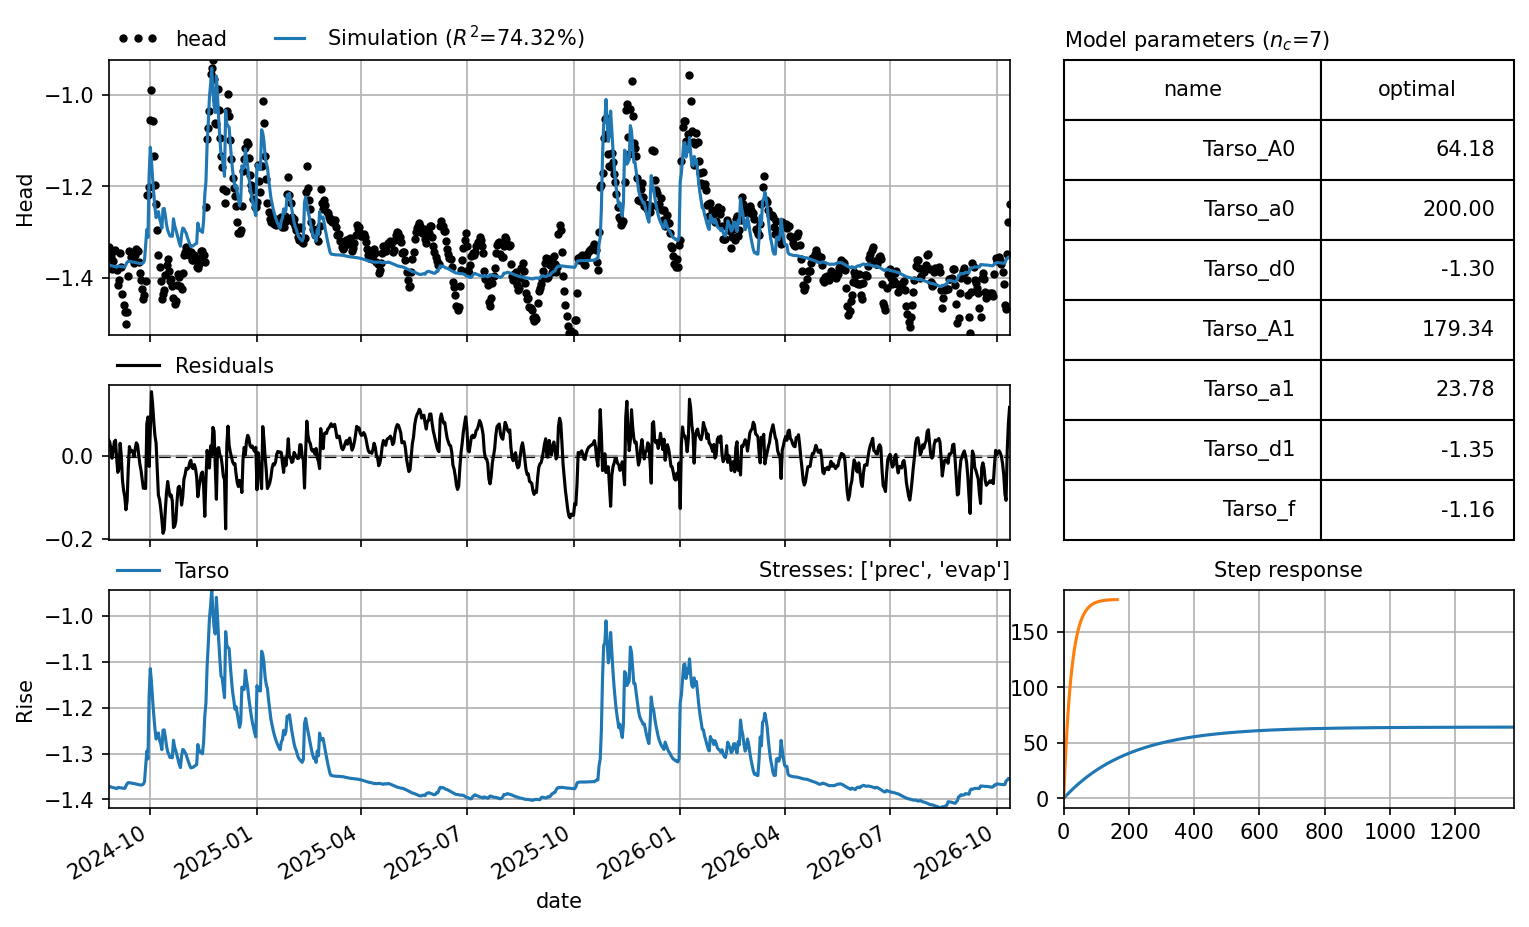 head
Simulation (R²=74.32%)
Model parameters (n_c=7)
Head
−1.0
−1.2
−1.4
name optimal
Tarso_A0 64.18
Tarso_a0 200.00
Tarso_d0 -1.30
Tarso_A1 179.34
Tarso_a1 23.78
Tarso_d1 -1.35
Tarso_f -1.16
Residuals
0.0
−0.2
Tarso
Stresses: ['prec', 'evap']
Rise
−1.0
−1.1
−1.2
−1.3
−1.4
2024-10 2025-01 2025-04 2025-07 2025-10 2026-01 2026-04 2026-07 2026-10
date
Step response
150
100
50
0
0 200 400 600 800 1000 1200